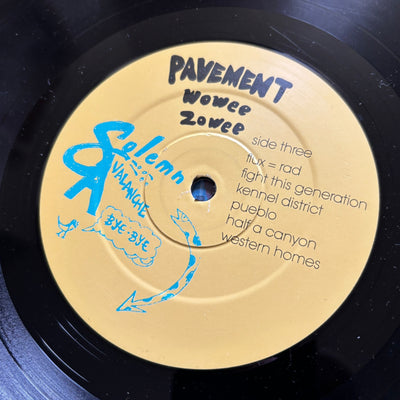 PAVEMENT
wowee
zowee
side three
flux = rad
fight this generation
kennel district
pueblo
half a canyon
western homes
Solemn
AVALANCHE
BYE-BYE